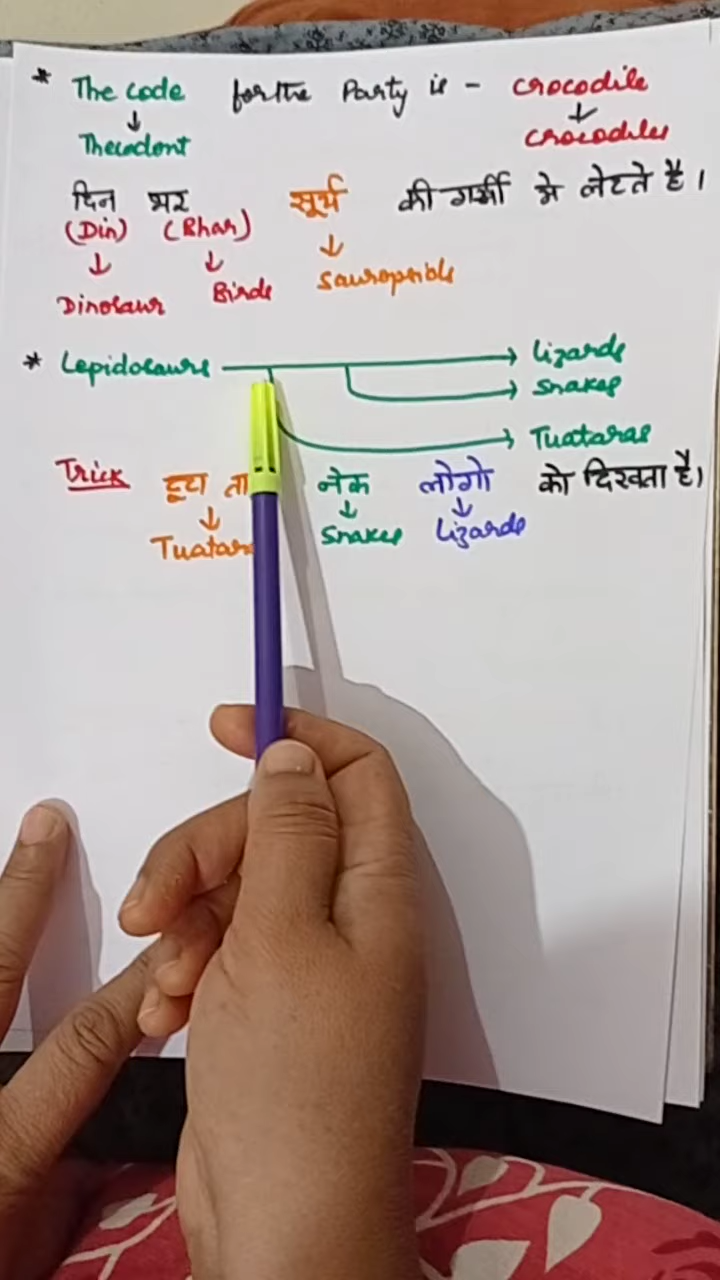 * The code for the Party is - Crocodile
↓ ↓
Thecodont Crocodiles
दिन भर सूर्य की गर्मी मे लेटते है।
(Din) (Bhar) ↓
↓ ↓ Sauropsids
Dinosaur Birds
* Lepidosaurs → Lizards
→ Snakes
→ Tuataras
Trick नेक लोगो को दिखता है।
↓ ↓ ↓
Snakes Lizards